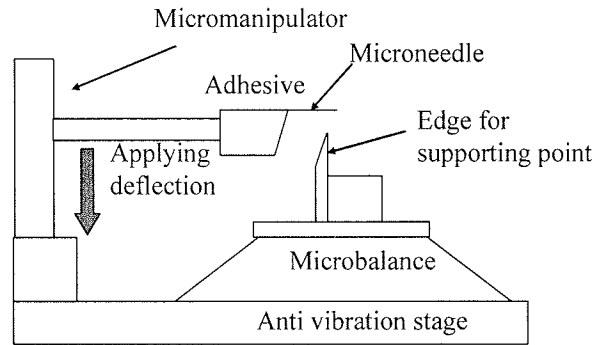 Micromanipulator
Microneedle
Adhesive
Edge for
supporting point
Applying
deflection
Microbalance
Anti vibration stage